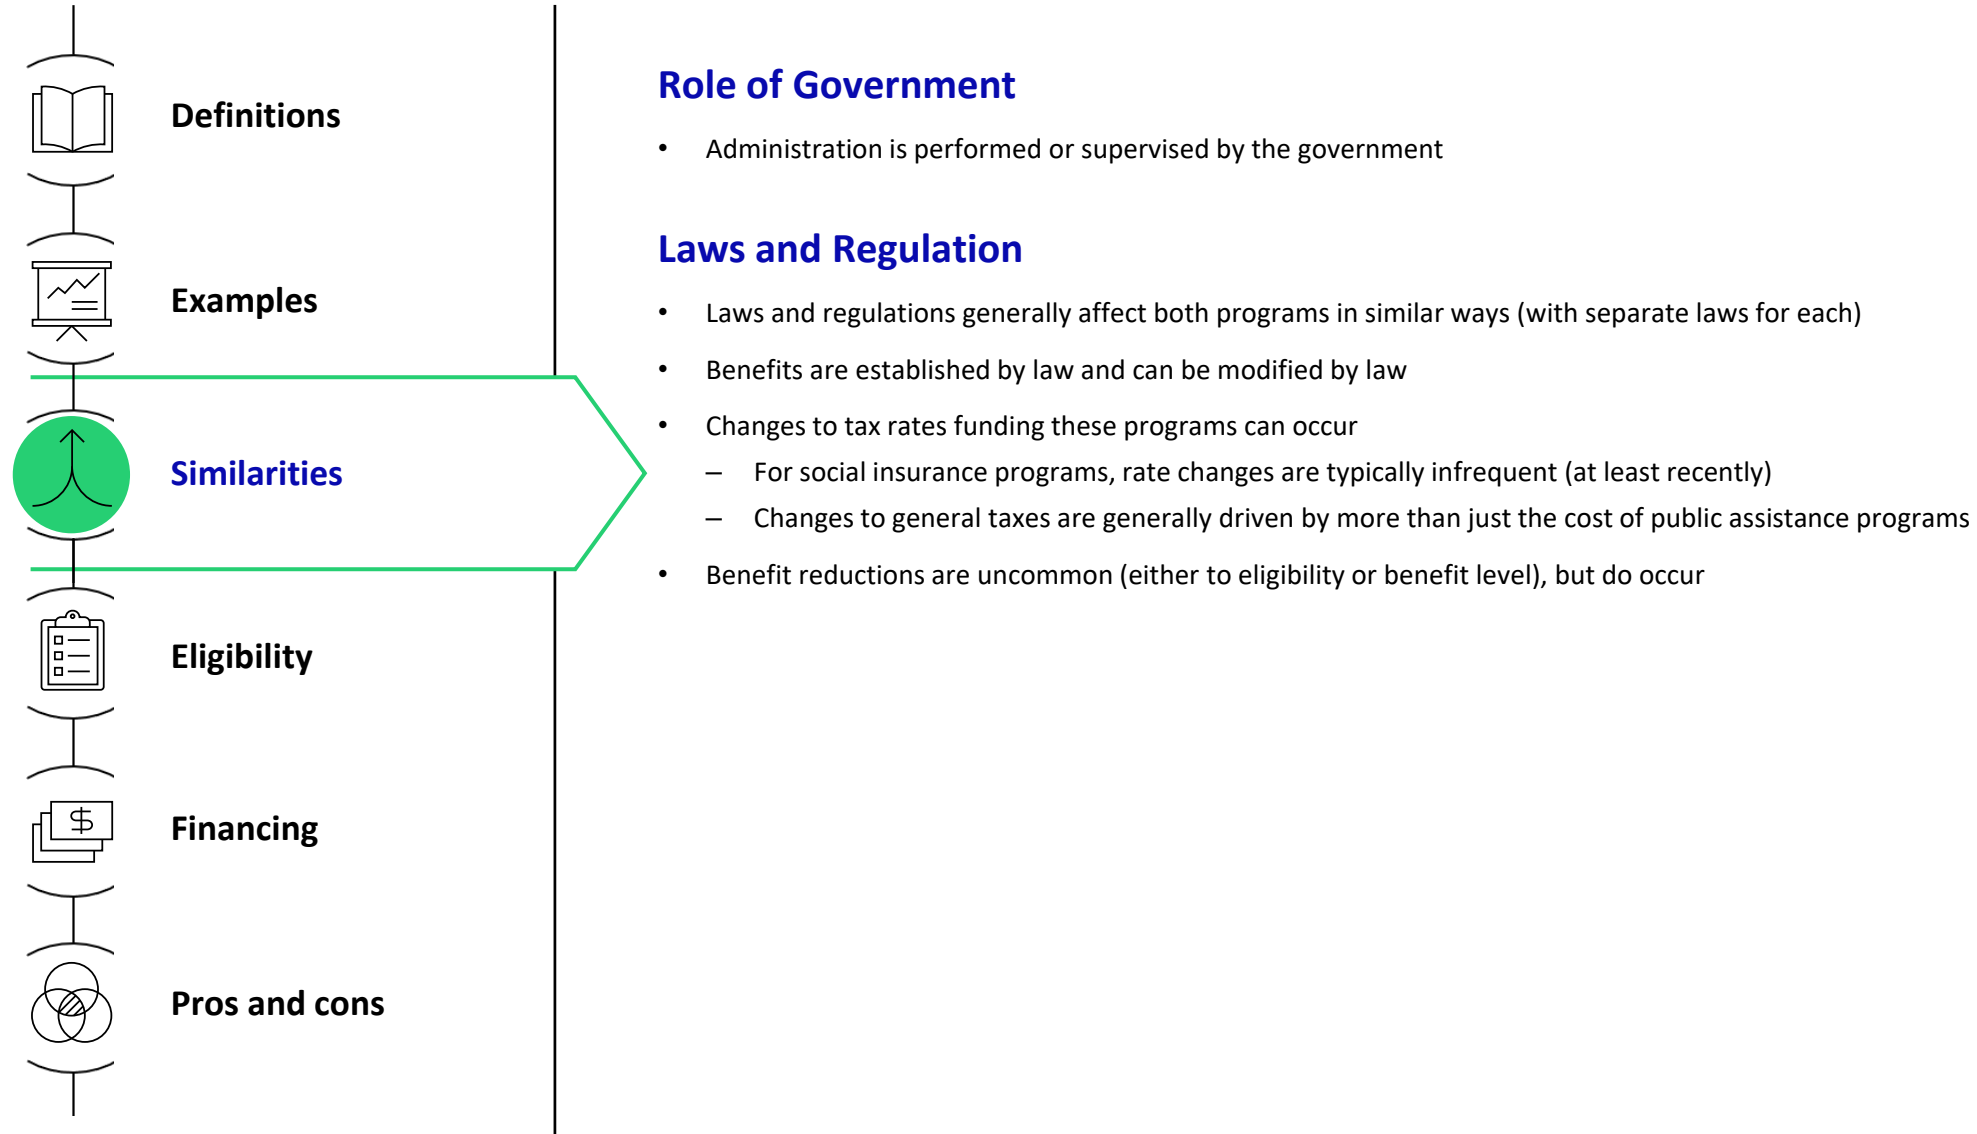 Definitions
Examples
Similarities
Eligibility
Financing
Pros and cons
Role of Government
• Administration is performed or supervised by the government
Laws and Regulation
• Laws and regulations generally affect both programs in similar ways (with separate laws for each)
• Benefits are established by law and can be modified by law
• Changes to tax rates funding these programs can occur
– For social insurance programs, rate changes are typically infrequent (at least recently)
– Changes to general taxes are generally driven by more than just the cost of public assistance programs
• Benefit reductions are uncommon (either to eligibility or benefit level), but do occur